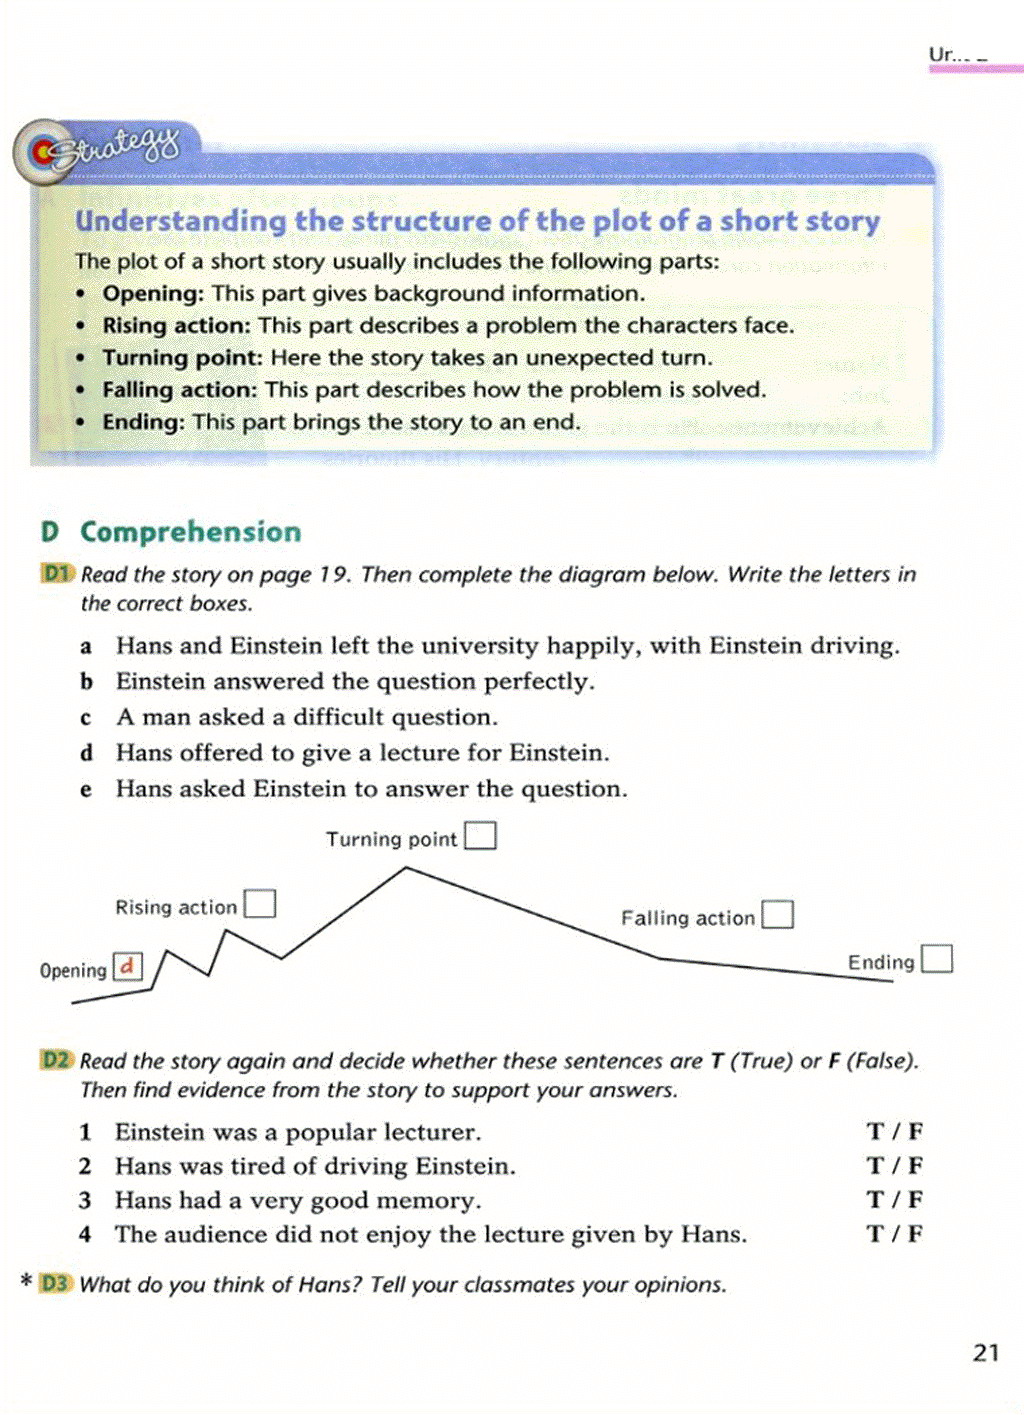 Strategy
Understanding the structure of the plot of a short story
The plot of a short story usually includes the following parts:
• Opening: This part gives background information.
• Rising action: This part describes a problem the characters face.
• Turning point: Here the story takes an unexpected turn.
• Falling action: This part describes how the problem is solved.
• Ending: This part brings the story to an end.
D Comprehension
D1 Read the story on page 19. Then complete the diagram below. Write the letters in
the correct boxes.
a Hans and Einstein left the university happily, with Einstein driving.
b Einstein answered the question perfectly.
c A man asked a difficult question.
d Hans offered to give a lecture for Einstein.
e Hans asked Einstein to answer the question.
Turning point
Rising action
Falling action
Opening d
Ending
D2 Read the story again and decide whether these sentences are T (True) or F (False).
Then find evidence from the story to support your answers.
1 Einstein was a popular lecturer. T / F
2 Hans was tired of driving Einstein. T / F
3 Hans had a very good memory. T / F
4 The audience did not enjoy the lecture given by Hans. T / F
* D3 What do you think of Hans? Tell your classmates your opinions.
21